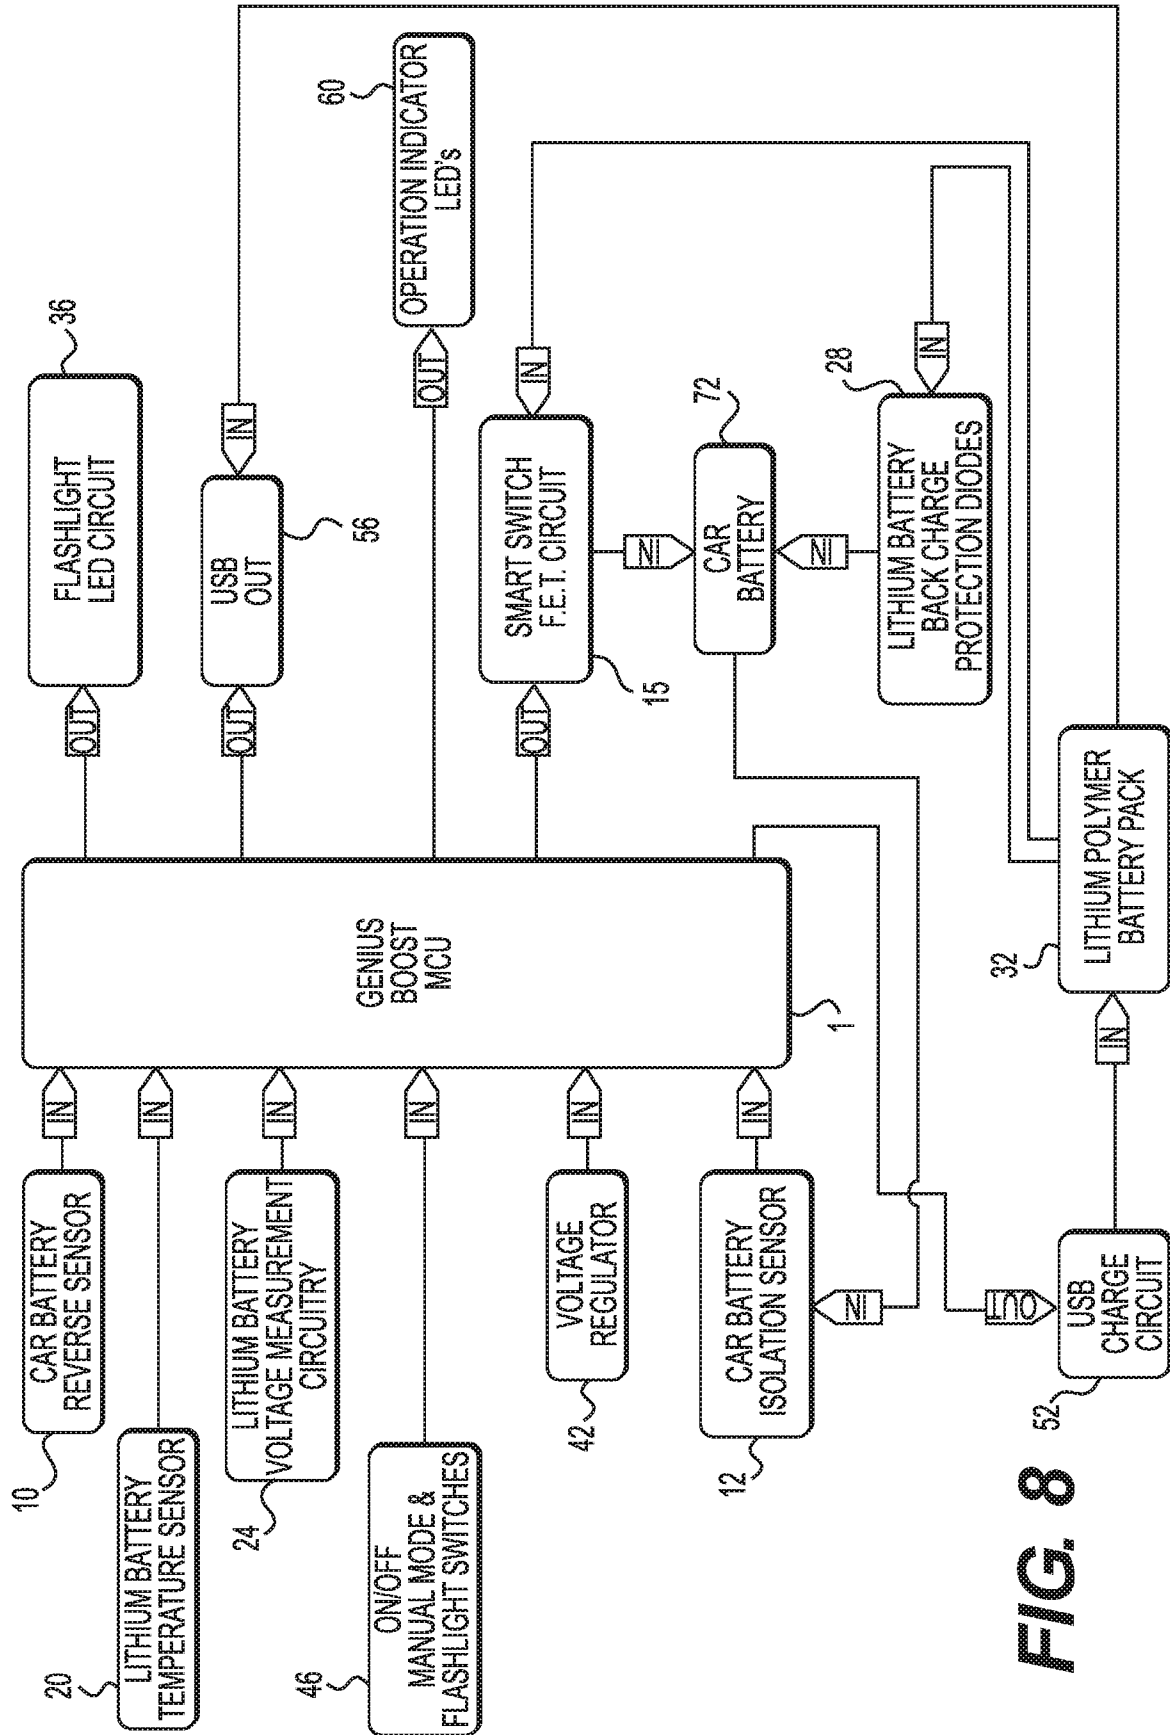 10
CAR BATTERY
REVERSE SENSOR
IN
20
LITHIUM BATTERY
TEMPERATURE SENSOR
IN
24
LITHIUM BATTERY
VOLTAGE MEASUREMENT
CIRCUITRY
IN
46
ON/OFF
MANUAL MODE &
FLASHLIGHT SWITCHES
IN
42
VOLTAGE
REGULATOR
IN
12
CAR BATTERY
ISOLATION SENSOR
IN
IN
GENIUS
BOOST
MCU
1
OUT
FLASHLIGHT
LED CIRCUIT
36
OUT
USB
OUT
56
IN
OUT
OPERATION INDICATOR
LED's
60
OUT
SMART SWITCH
F.E.T. CIRCUIT
15
IN
IN
CAR
BATTERY
72
IN
LITHIUM BATTERY
BACK CHARGE
PROTECTION DIODES
28
IN
OUT
USB
CHARGE
CIRCUIT
52
IN
LITHIUM POLYMER
BATTERY PACK
32
FIG. 8